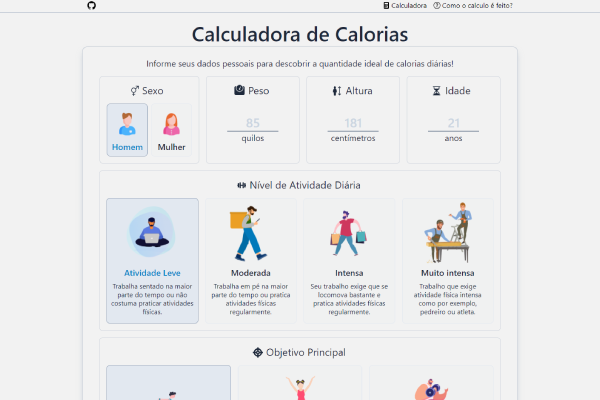 Calculadora Como o calculo é feito?
Calculadora de Calorias
Informe seus dados pessoais para descobrir a quantidade ideal de calorias diárias!
Sexo
Homem
Mulher
Peso
85
quilos
Altura
181
centímetros
Idade
21
anos
Nível de Atividade Diária
Atividade Leve
Trabalha sentado na maior
parte do tempo ou não
costuma praticar atividades
físicas.
Moderada
Trabalha em pé na maior
parte do tempo ou pratica
atividades físicas
regularmente.
Intensa
Seu trabalho exige que se
locomova bastante e
pratica atividades físicas
regularmente.
Muito intensa
Trabalho que exige
atividade física intensa
como por exemplo,
pedreiro ou atleta.
Objetivo Principal